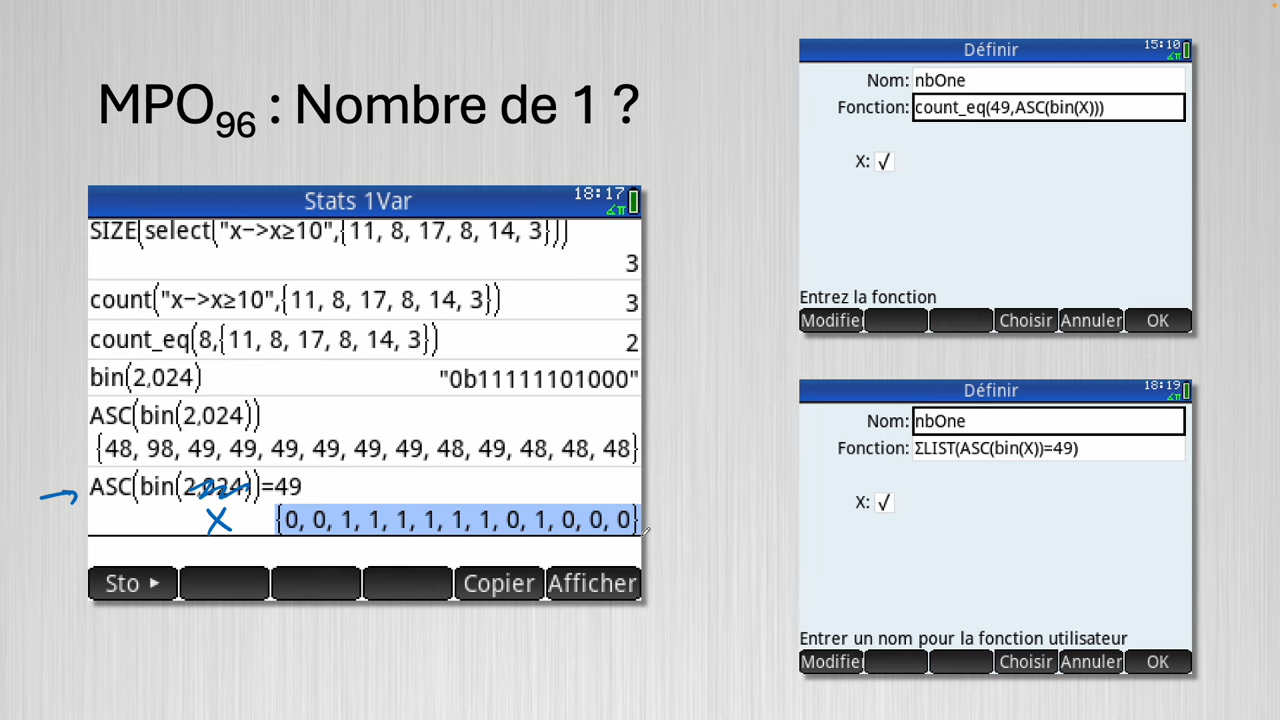 MPO96 : Nombre de 1 ?
Stats 1Var
18:17
∡π
SIZE(select("x−>x≥10",{11, 8, 17, 8, 14, 3}))
3
count("x−>x≥10",{11, 8, 17, 8, 14, 3})
3
count_eq(8,{11, 8, 17, 8, 14, 3})
2
bin(2,024)
"0b11111101000"
ASC(bin(2,024))
{48, 98, 49, 49, 49, 49, 49, 49, 48, 49, 48, 48, 48}
ASC(bin(2,024))=49
X
{0, 0, 1, 1, 1, 1, 1, 1, 0, 1, 0, 0, 0}
Sto ▸
Copier
Afficher
Définir
15:10
∡π
Nom: nbOne
Fonction: count_eq(49,ASC(bin(X)))
X: √
Entrez la fonction
Modifie
Choisir
Annuler
OK
Définir
18:19
∡π
Nom: nbOne
Fonction: ΣLIST(ASC(bin(X))=49)
X: √
Entrer un nom pour la fonction utilisateur
Modifie
Choisir
Annuler
OK